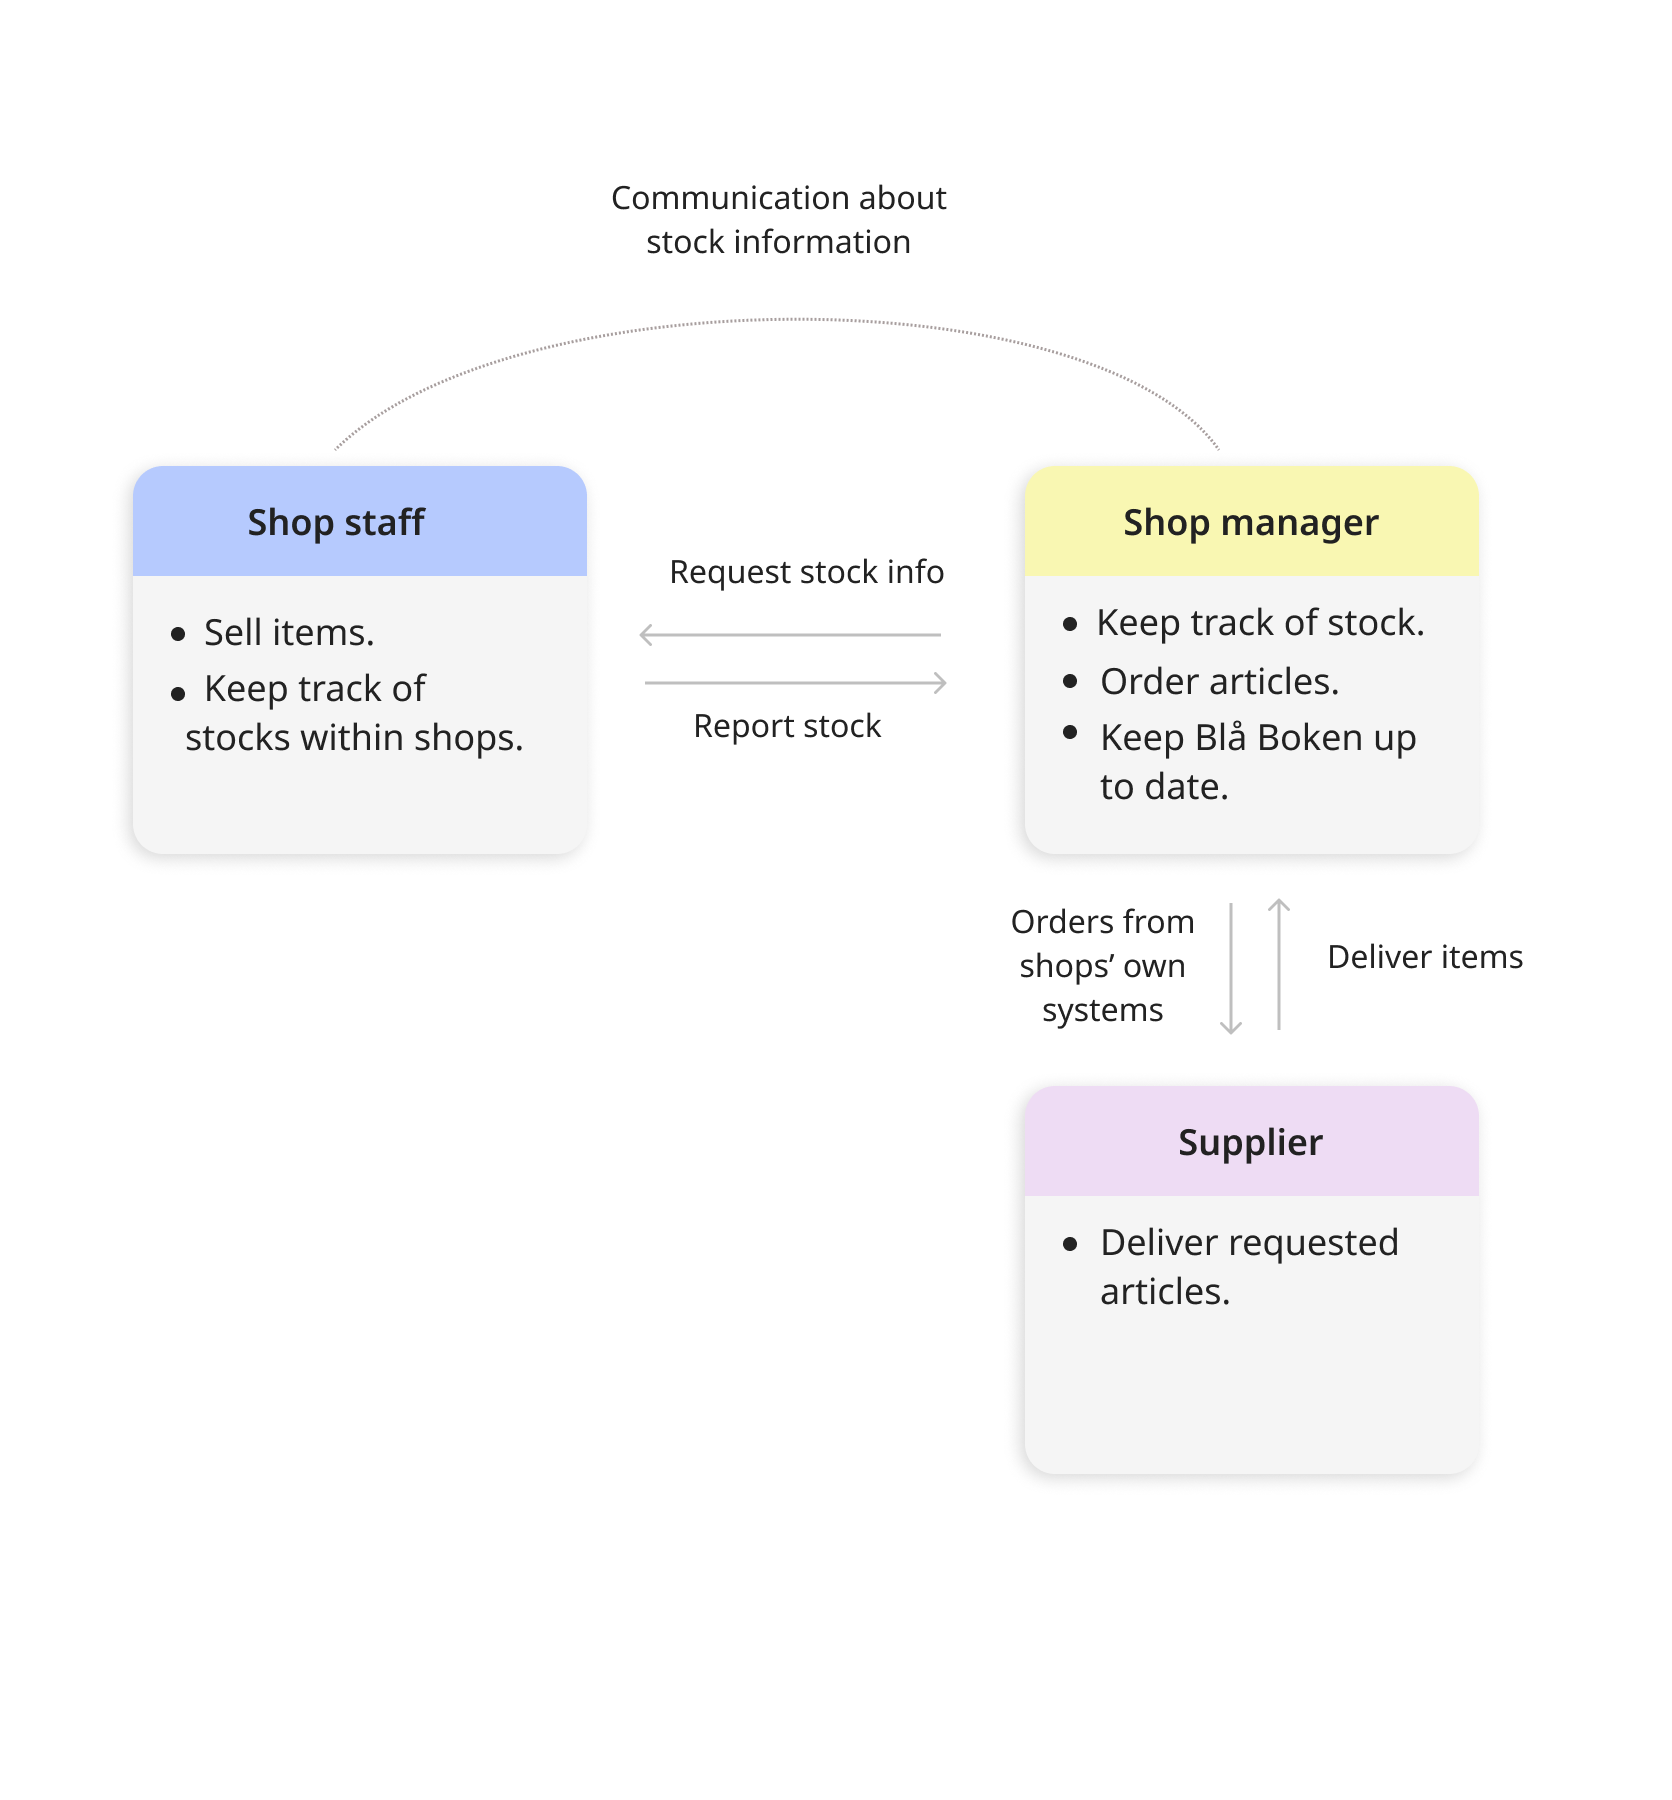 Communication about
stock information
Shop staff
• Sell items.
• Keep track of
stocks within shops.
Request stock info
Report stock
Shop manager
• Keep track of stock.
• Order articles.
• Keep Blå Boken up
to date.
Orders from
shops’ own
systems
Deliver items
Supplier
• Deliver requested
articles.